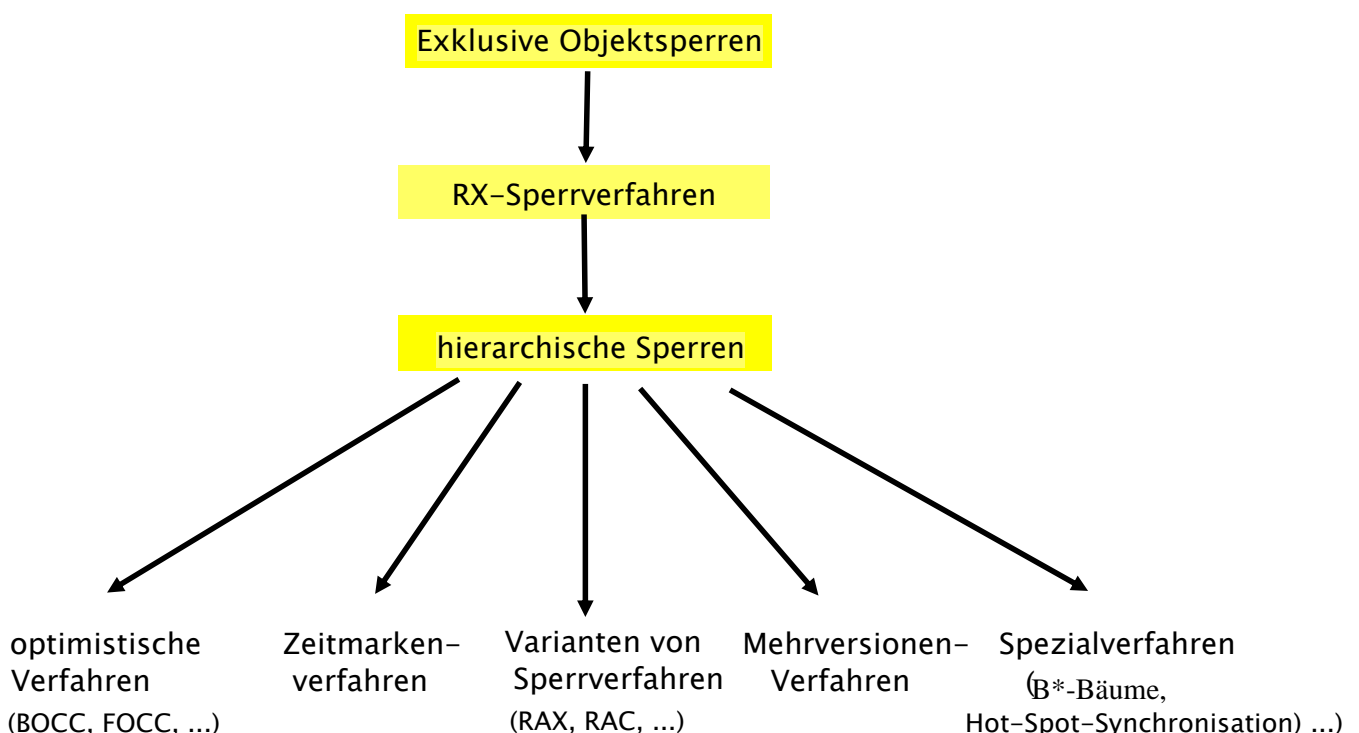 Exklusive Objektsperren
RX-Sperrverfahren
hierarchische Sperren
optimistische
Verfahren
(BOCC, FOCC, ...)
Zeitmarken-
verfahren
Varianten von
Sperrverfahren
(RAX, RAC, ...)
Mehrversionen-
Verfahren
Spezialverfahren
(B*-Bäume,
Hot-Spot-Synchronisation) ...)